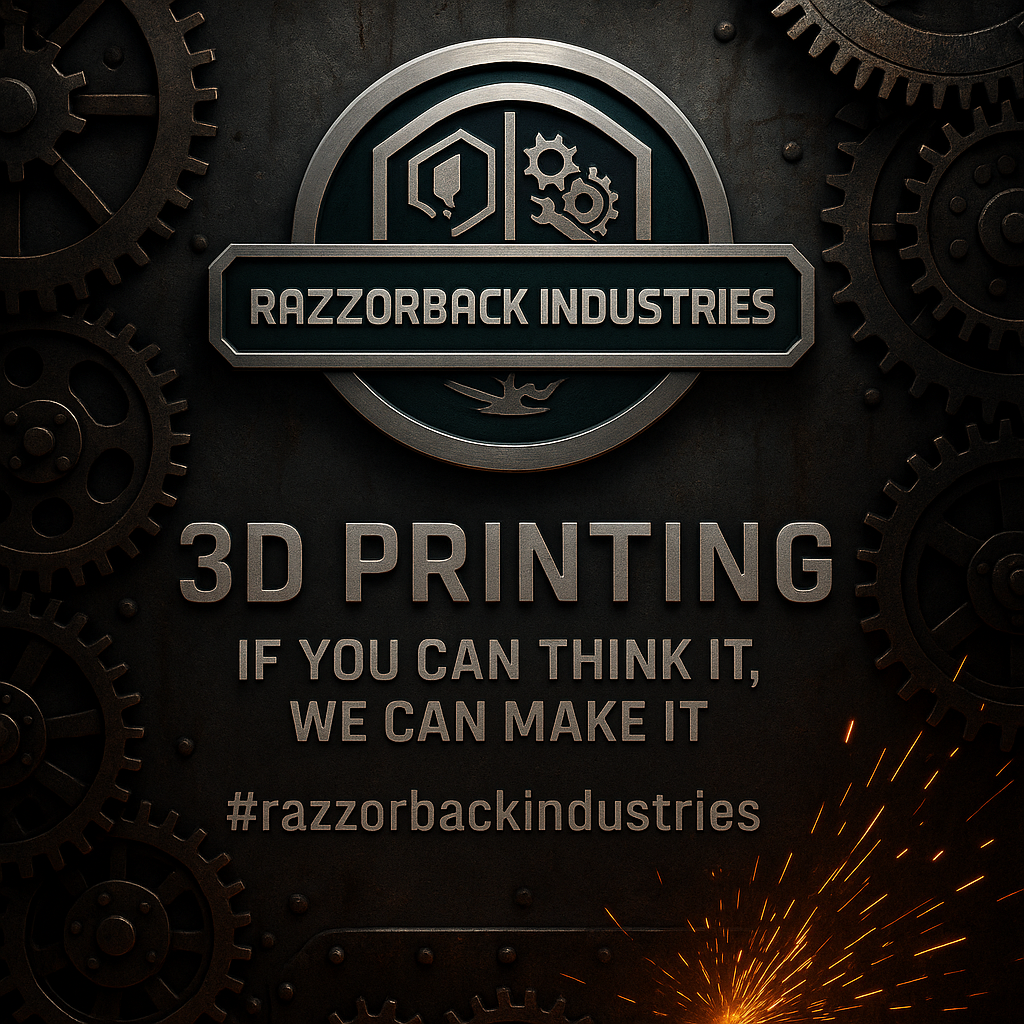 RAZZORBACK INDUSTRIES
3D PRINTING
IF YOU CAN THINK IT,
WE CAN MAKE IT
#razzorbackindustries